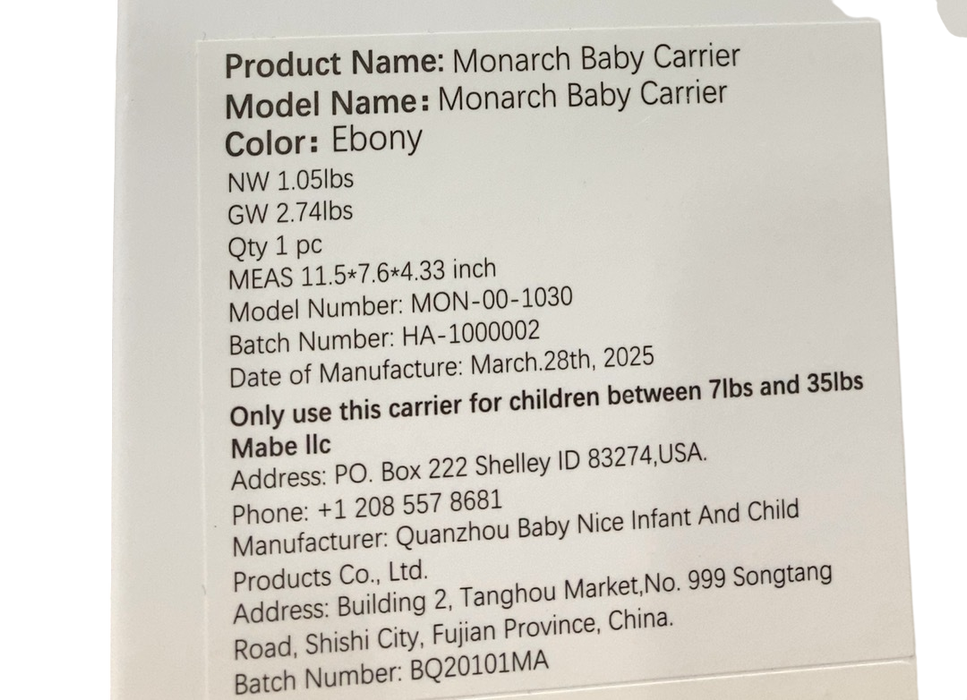 Product Name: Monarch Baby Carrier
Model Name: Monarch Baby Carrier
Color: Ebony
NW 1.05lbs
GW 2.74lbs
Qty 1 pc
MEAS 11.5*7.6*4.33 inch
Model Number: MON-00-1030
Batch Number: HA-1000002
Date of Manufacture: March.28th, 2025
Only use this carrier for children between 7lbs and 35lbs
Mabe llc
Address: PO. Box 222 Shelley ID 83274,USA.
Phone: +1 208 557 8681
Manufacturer: Quanzhou Baby Nice Infant And Child
Products Co., Ltd.
Address: Building 2, Tanghou Market,No. 999 Songtang
Road, Shishi City, Fujian Province, China.
Batch Number: BQ20101MA